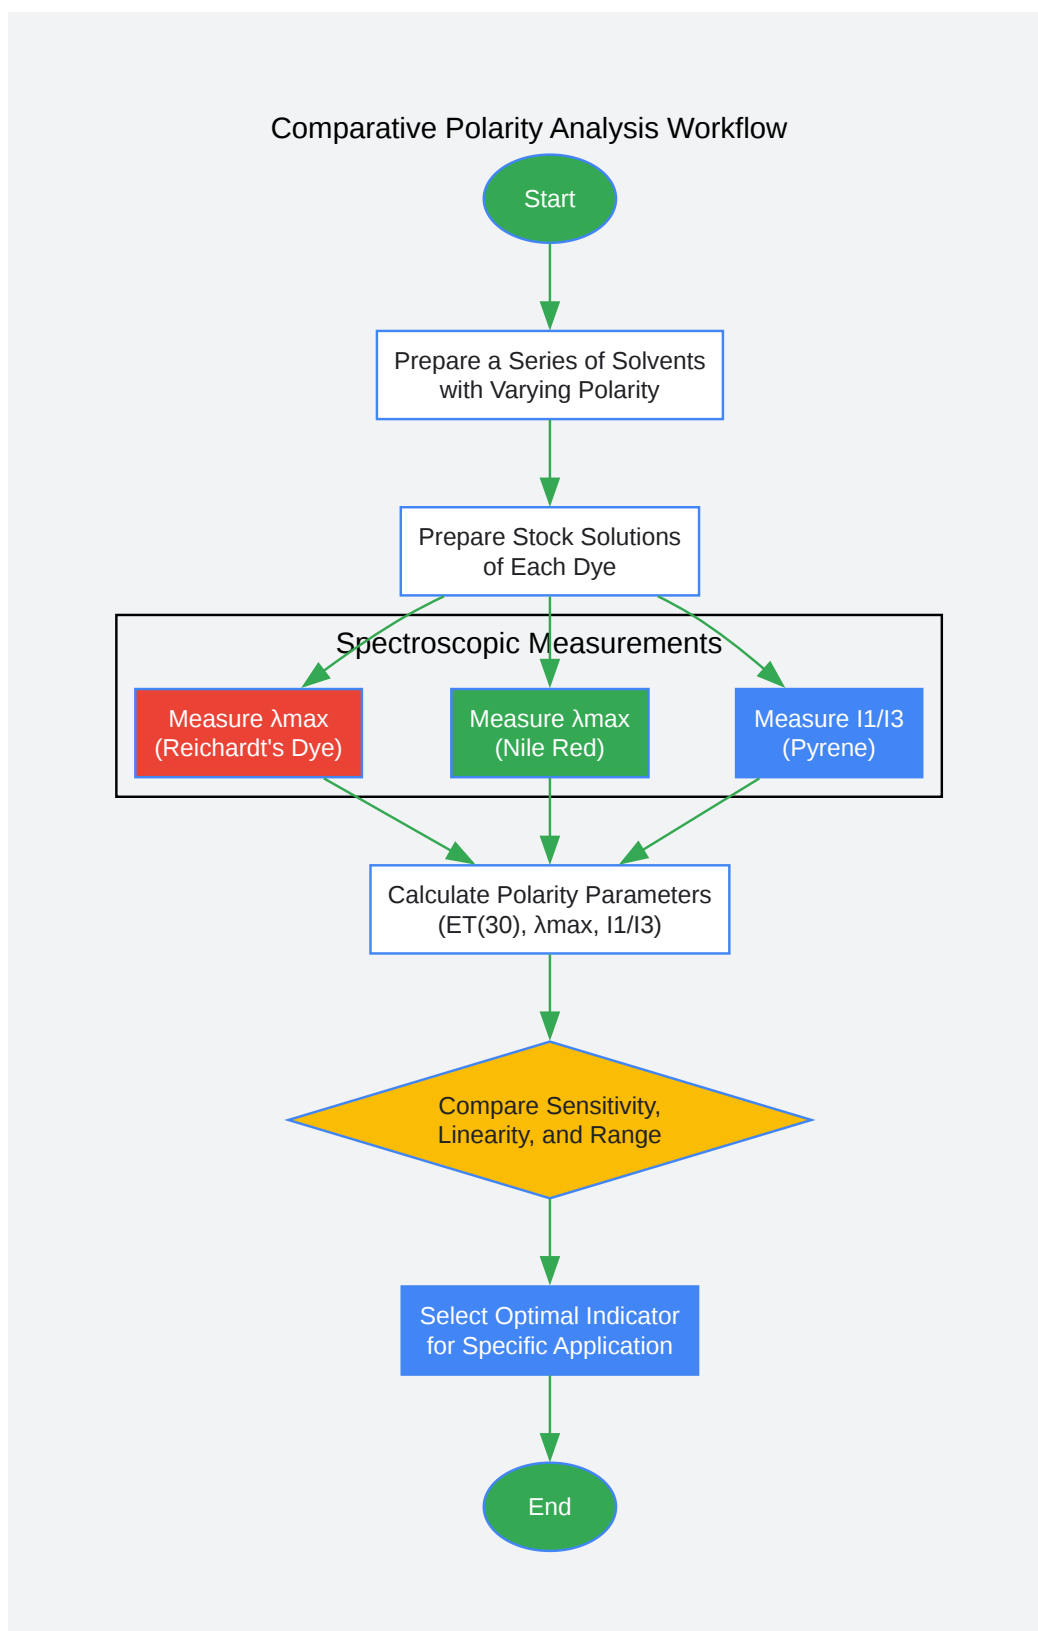 Comparative Polarity Analysis Workflow
Start
Prepare a Series of Solvents
with Varying Polarity
Prepare Stock Solutions
of Each Dye
Spectroscopic Measurements
Measure λmax
(Reichardt's Dye)
Measure λmax
(Nile Red)
Measure I1/I3
(Pyrene)
Calculate Polarity Parameters
(ET(30), λmax, I1/I3)
Compare Sensitivity,
Linearity, and Range
Select Optimal Indicator
for Specific Application
End